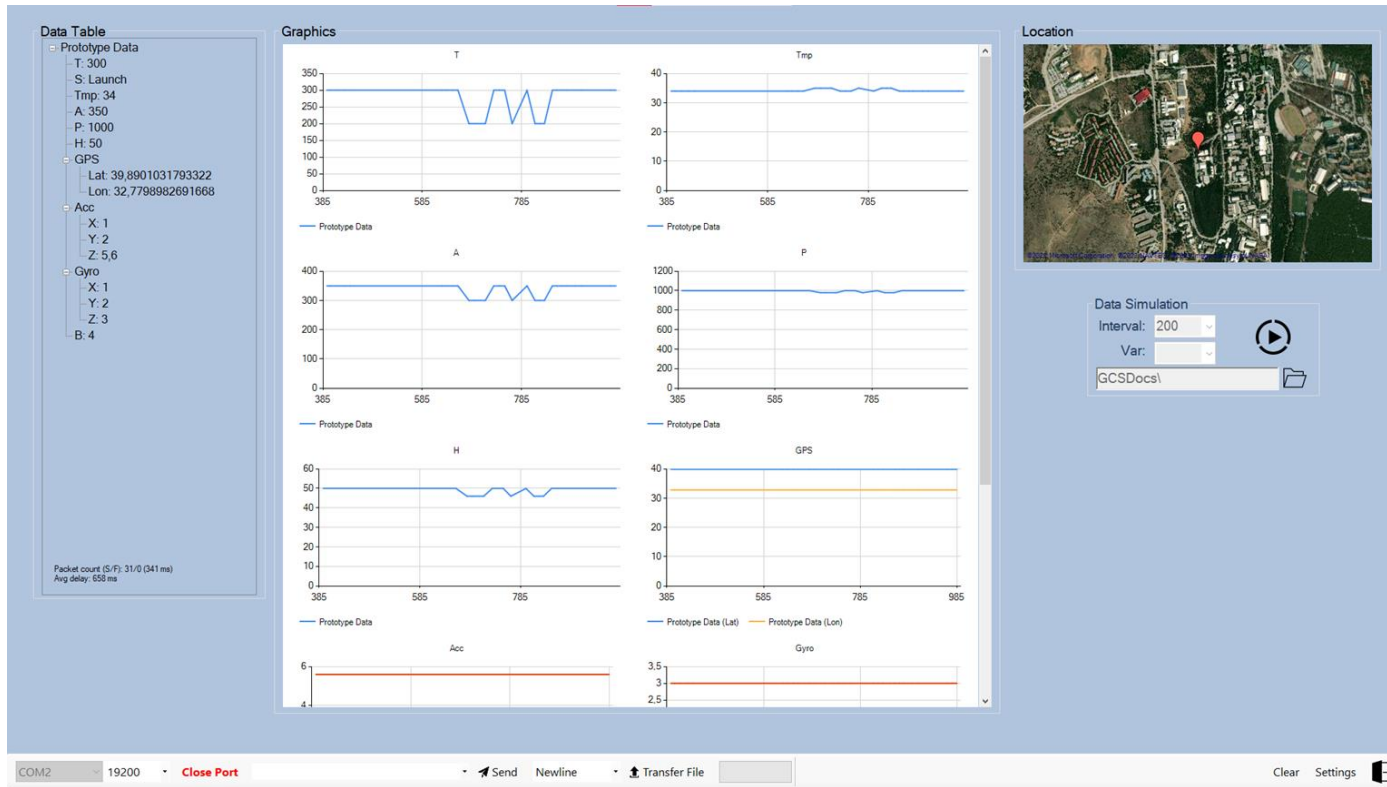 Data Table
Prototype Data
T: 300
S: Launch
Tmp: 34
A: 350
P: 1000
H: 50
GPS
Lat: 39,8901031793322
Lon: 32,7798982691668
Acc
X: 1
Y: 2
Z: 5,6
Gyro
X: 1
Y: 2
Z: 3
B: 4
Packet count (S/F): 31/0 (341 ms)
Avg delay: 658 ms
Graphics
T
350
300
250
200
150
100
50
0
385 585 785
Prototype Data
Tmp
40
30
20
10
0
385 585 785
Prototype Data
A
400
300
200
100
0
385 585 785
Prototype Data
P
1200
1000
800
600
400
200
0
385 585 785
Prototype Data
H
60
50
40
30
20
10
0
385 585 785
Prototype Data
GPS
40
30
20
10
0
385 585 785 985
Prototype Data (Lat) Prototype Data (Lon)
Acc
6
4
Gyro
3,5
3
2,5
Location
Data Simulation
Interval: 200
Var:
GCSDocs\
COM2 19200 Close Port Send Newline Transfer File Clear Settings